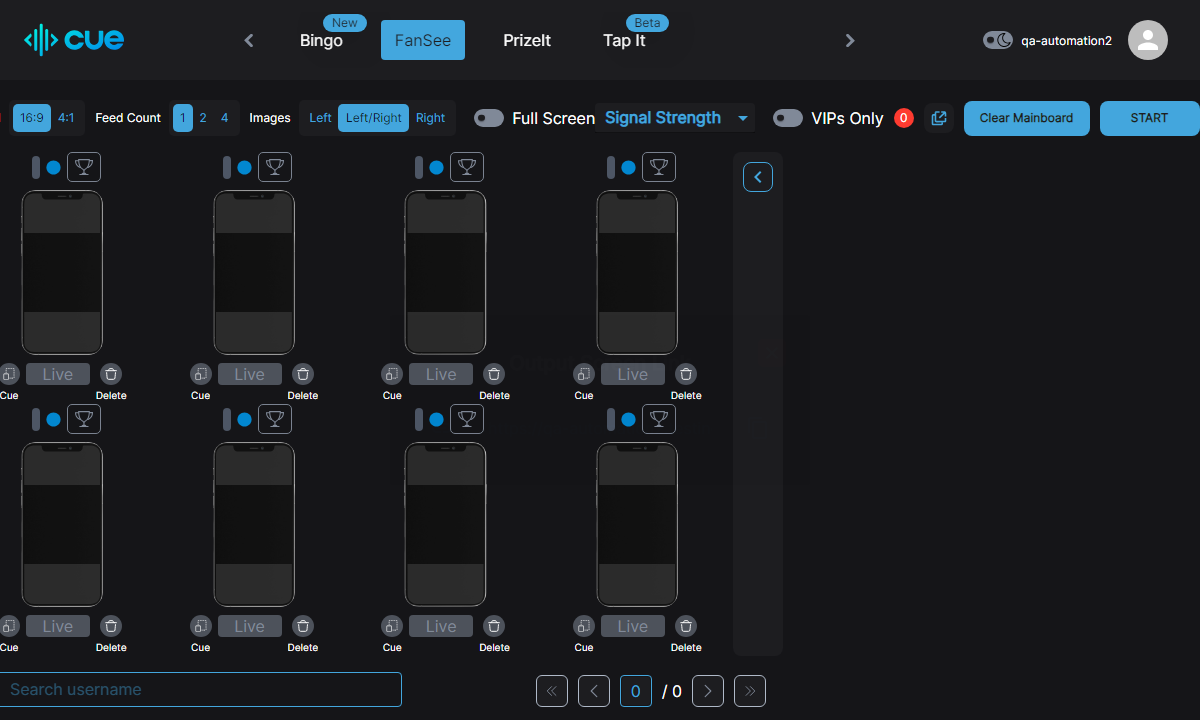 cue
Bingo
New
FanSee
PrizeIt
Tap It
Beta
qa-automation2
16:9 4:1 Feed Count 1 2 4 Images Left Left/Right Right Full Screen Signal Strength VIPs Only 0 Clear Mainboard START
Live Live Live Live
Cue Delete Cue Delete Cue Delete Cue Delete
Live Live Live Live
Cue Delete Cue Delete Cue Delete Cue Delete
Search username
0 / 0